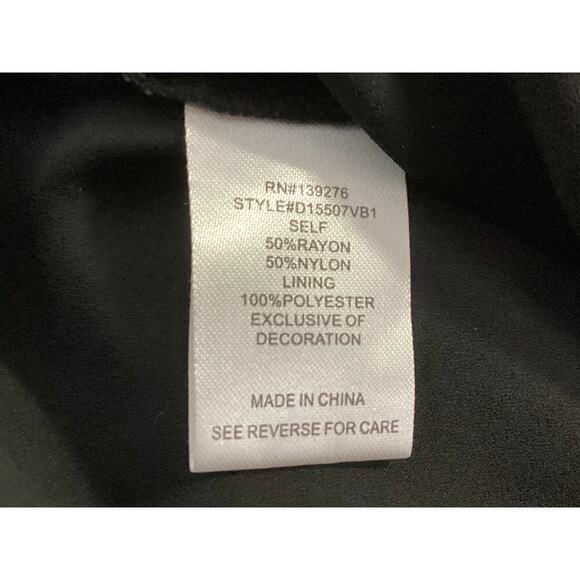 RN#139276
STYLE#D15507VB1
SELF
50%RAYON
50%NYLON
LINING
100%POLYESTER
EXCLUSIVE OF
DECORATION
MADE IN CHINA
SEE REVERSE FOR CARE